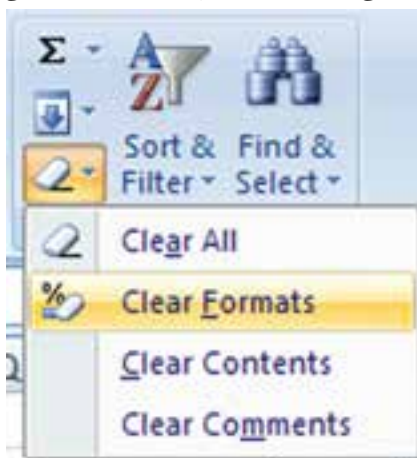 Σ
A
Z
Sort &
Filter
Find &
Select
Clear All
%
Clear Formats
Clear Contents
Clear Comments